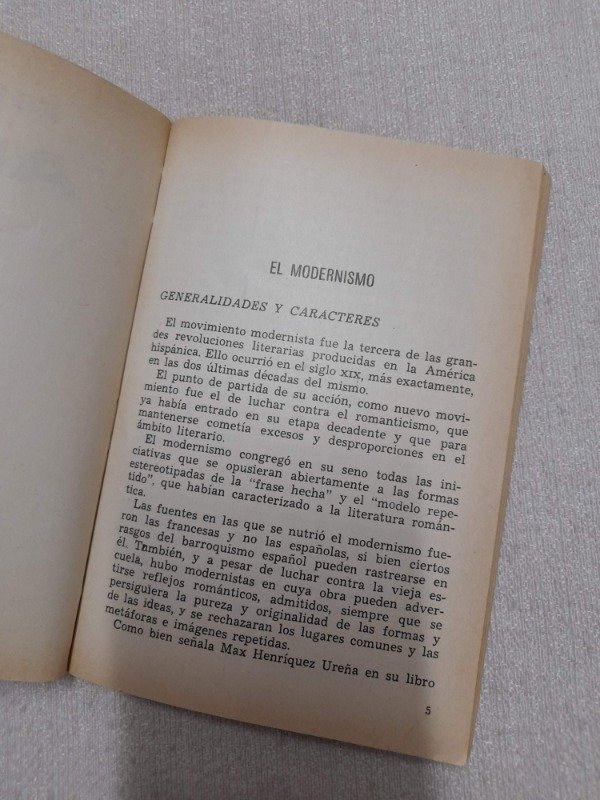 EL MODERNISMO
GENERALIDADES Y CARACTERES
El movimiento modernista fue la tercera de las gran-
des revoluciones literarias producidas en la América
hispánica. Ello ocurrió en el siglo XIX, más exactamente,
en las dos últimas décadas del mismo.
El punto de partida de su acción, como nuevo movi-
miento fue el de luchar contra el romanticismo, que
ya había entrado en su etapa decadente y que para
mantenerse cometía excesos y desproporciones en el
ámbito literario.
El modernismo congregó en su seno todas las ini-
ciativas que se opusieran abiertamente a las formas
estereotipadas de la "frase hecha" y el "modelo repe-
tido", que habían caracterizado a la literatura román-
tica.
Las fuentes en las que se nutrió el modernismo fue-
ron las francesas y no las españolas, si bien ciertos
rasgos del barroquismo español pueden rastrearse en
él. También, y a pesar de luchar contra la vieja es-
cuela, hubo modernistas en cuya obra pueden adver-
tirse reflejos románticos, admitidos, siempre que se
persiguiera la pureza y originalidad de las formas y
de las ideas, y se rechazaran los lugares comunes y las
metáforas e imágenes repetidas.
Como bien señala Max Henríquez Ureña en su libro
5